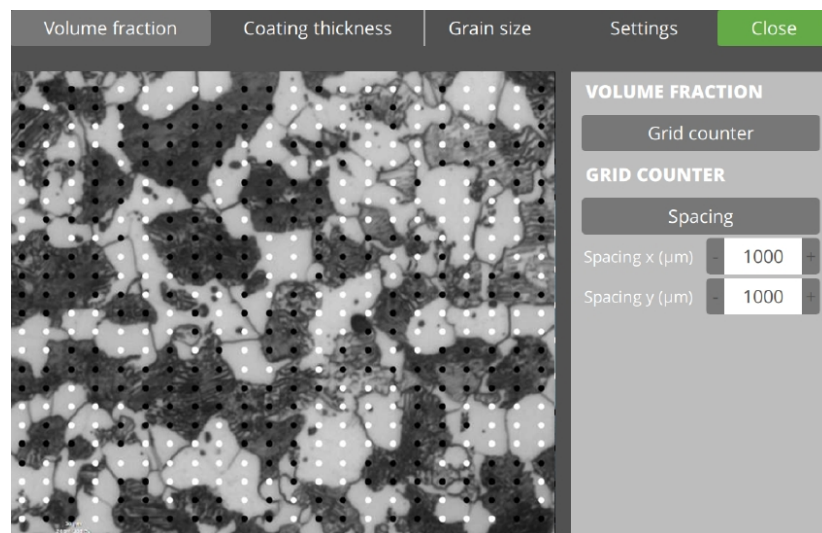 Volume fraction Coating thickness Grain size Settings Close
VOLUME FRACTION
Grid counter
GRID COUNTER
Spacing
Spacing x (µm) - 1000 +
Spacing y (µm) - 1000 +